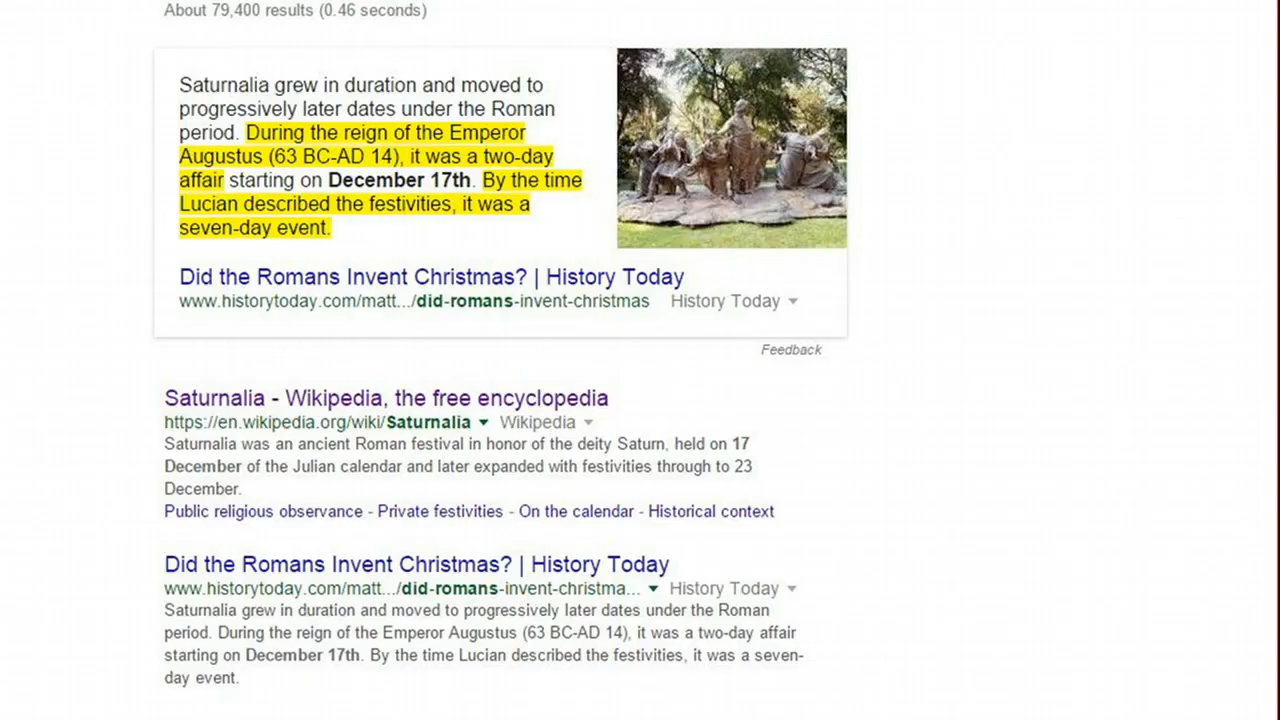 About 79,400 results (0.46 seconds)
Saturnalia grew in duration and moved to
progressively later dates under the Roman
period. During the reign of the Emperor
Augustus (63 BC-AD 14), it was a two-day
affair starting on December 17th. By the time
Lucian described the festivities, it was a
seven-day event.
Did the Romans Invent Christmas? | History Today
www.historytoday.com/matt.../did-romans-invent-christmas History Today
Feedback
Saturnalia - Wikipedia, the free encyclopedia
https://en.wikipedia.org/wiki/Saturnalia Wikipedia
Saturnalia was an ancient Roman festival in honor of the deity Saturn, held on 17
December of the Julian calendar and later expanded with festivities through to 23
December.
Public religious observance - Private festivities - On the calendar - Historical context
Did the Romans Invent Christmas? | History Today
www.historytoday.com/matt.../did-romans-invent-christma... History Today
Saturnalia grew in duration and moved to progressively later dates under the Roman
period. During the reign of the Emperor Augustus (63 BC-AD 14), it was a two-day affair
starting on December 17th. By the time Lucian described the festivities, it was a seven-
day event.